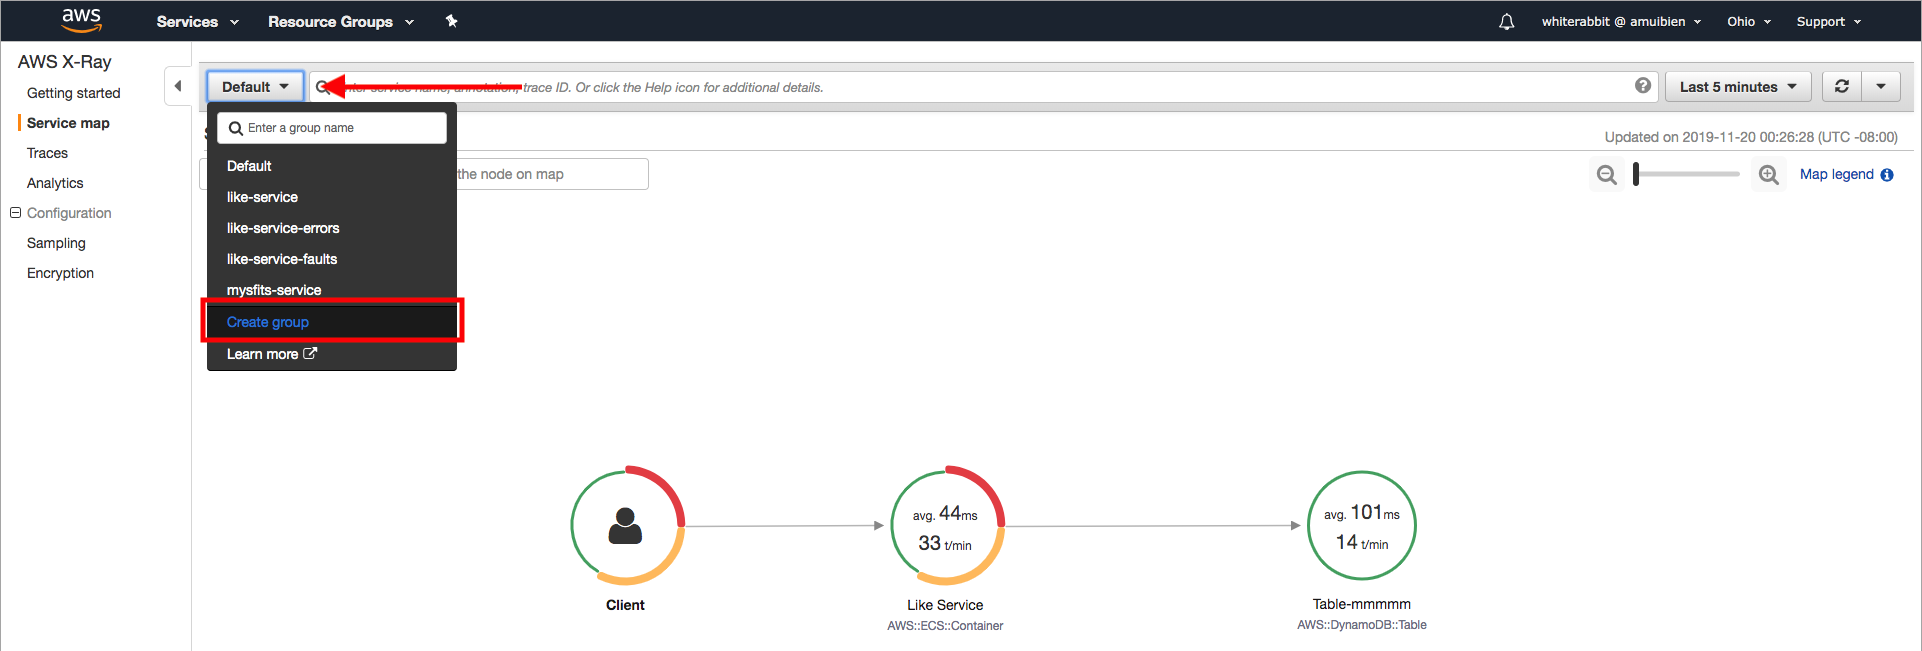 aws Services Resource Groups whiterabbit @ amuibien Ohio Support
AWS X-Ray
Getting started
Service map
Traces
Analytics
Configuration
Sampling
Encryption
Default
trace ID. Or click the Help icon for additional details.
Last 5 minutes
Enter a group name
Default
like-service
like-service-errors
like-service-faults
mysfits-service
Create group
Learn more
Updated on 2019-11-20 00:26:28 (UTC -08:00)
the node on map
Map legend
Client
avg. 44ms
33 t/min
Like Service
AWS::ECS::Container
avg. 101ms
14 t/min
Table-mmmmm
AWS::DynamoDB::Table